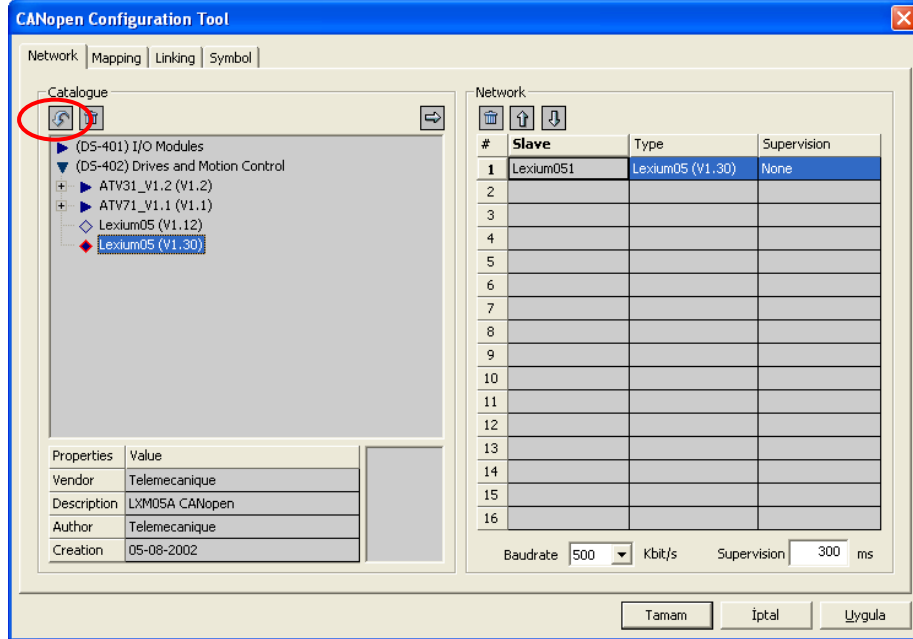 CANopen Configuration Tool
Network Mapping Linking Symbol
Catalogue
(DS-401) I/O Modules
(DS-402) Drives and Motion Control
ATV31_V1.2 (V1.2)
ATV71_V1.1 (V1.1)
Lexium05 (V1.12)
Lexium05 (V1.30)
Properties Value
Vendor Telemecanique
Description LXM05A CANopen
Author Telemecanique
Creation 05-08-2002
Network
# Slave Type Supervision
1 Lexium051 Lexium05 (V1.30) None
2
3
4
5
6
7
8
9
10
11
12
13
14
15
16
Baudrate 500 Kbit/s Supervision 300 ms
Tamam İptal Uygula